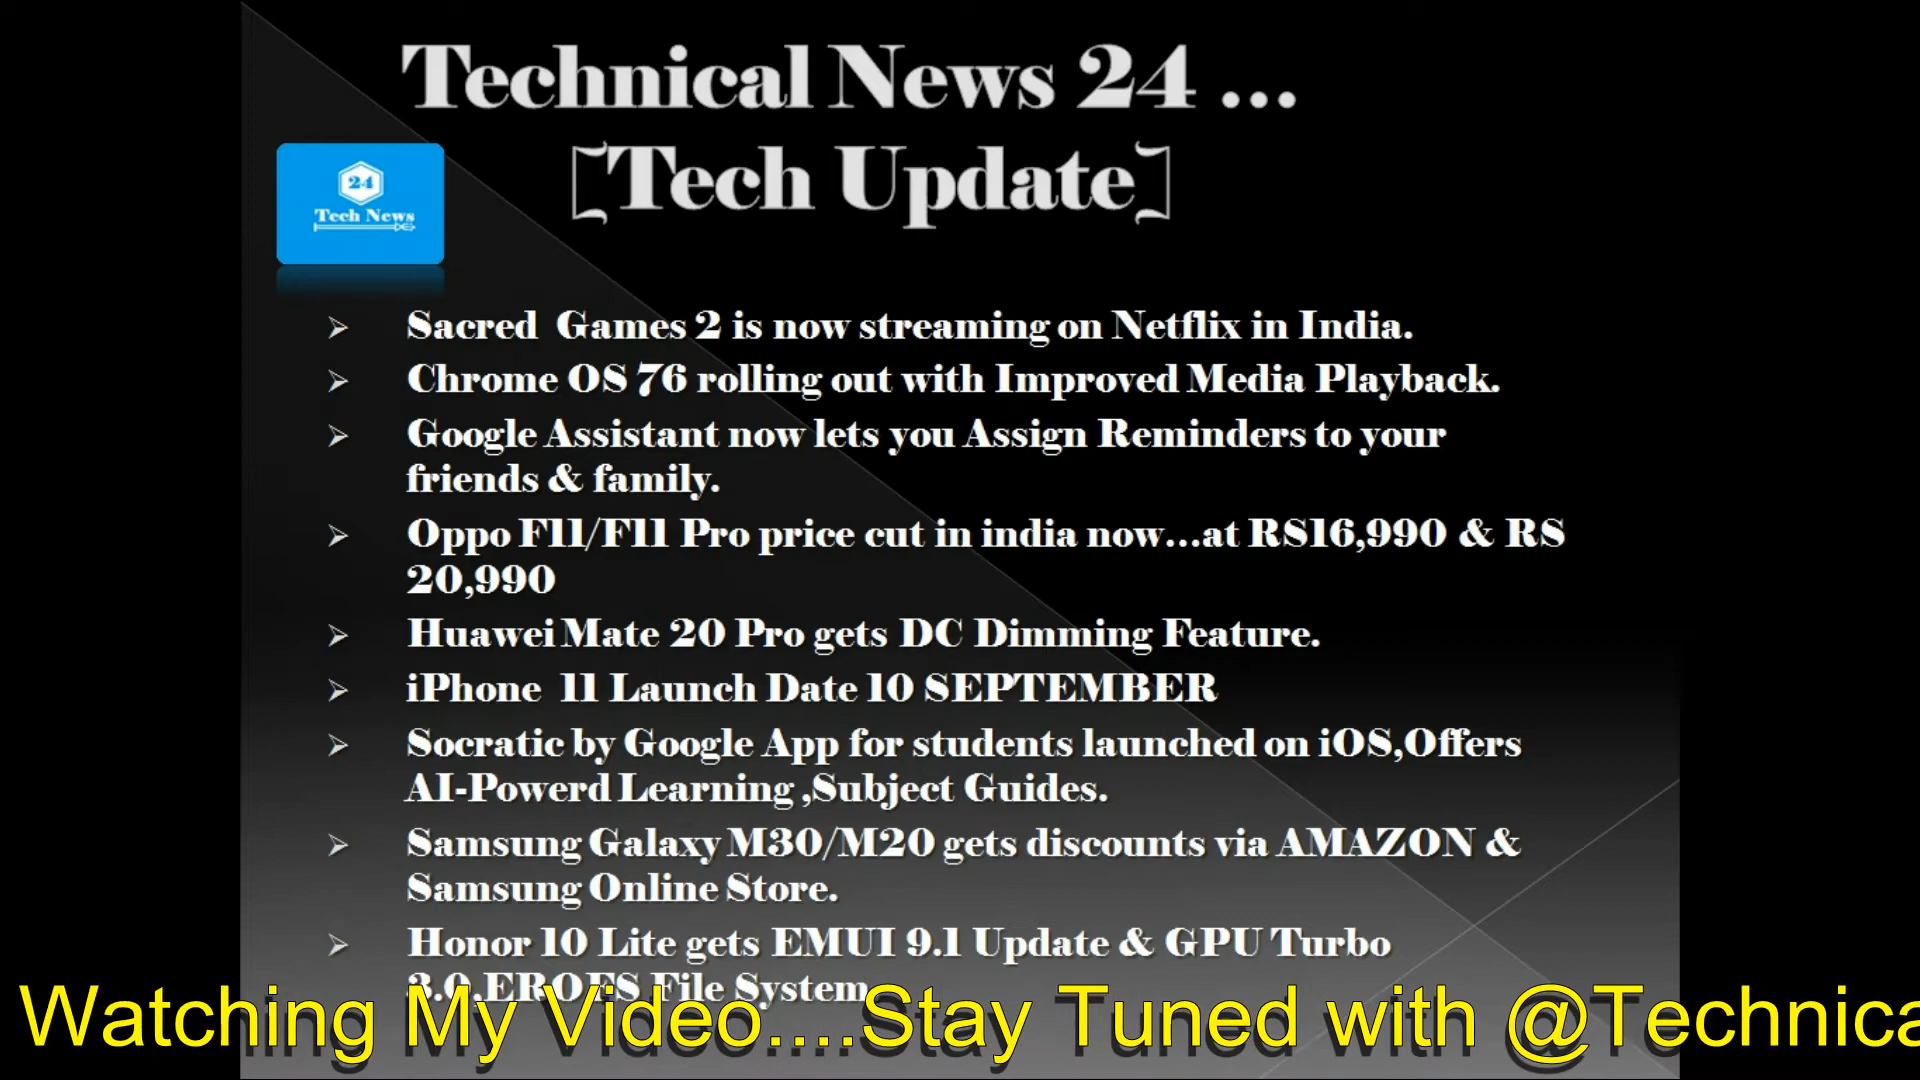 Technical News 24 ...
[Tech Update]
24
Tech News
Sacred Games 2 is now streaming on Netflix in India.
Chrome OS 76 rolling out with Improved Media Playback.
Google Assistant now lets you Assign Reminders to your
friends & family.
Oppo F11/F11 Pro price cut in india now...at RS16,990 & RS
20,990
Huawei Mate 20 Pro gets DC Dimming Feature.
iPhone 11 Launch Date 10 SEPTEMBER
Socratic by Google App for students launched on iOS,Offers
AI-Powerd Learning ,Subject Guides.
Samsung Galaxy M30/M20 gets discounts via AMAZON &
Samsung Online Store.
Honor 10 Lite gets EMUI 9.1 Update & GPU Turbo
3.0,EROFS File System
Watching My Video....Stay Tuned with @Technica